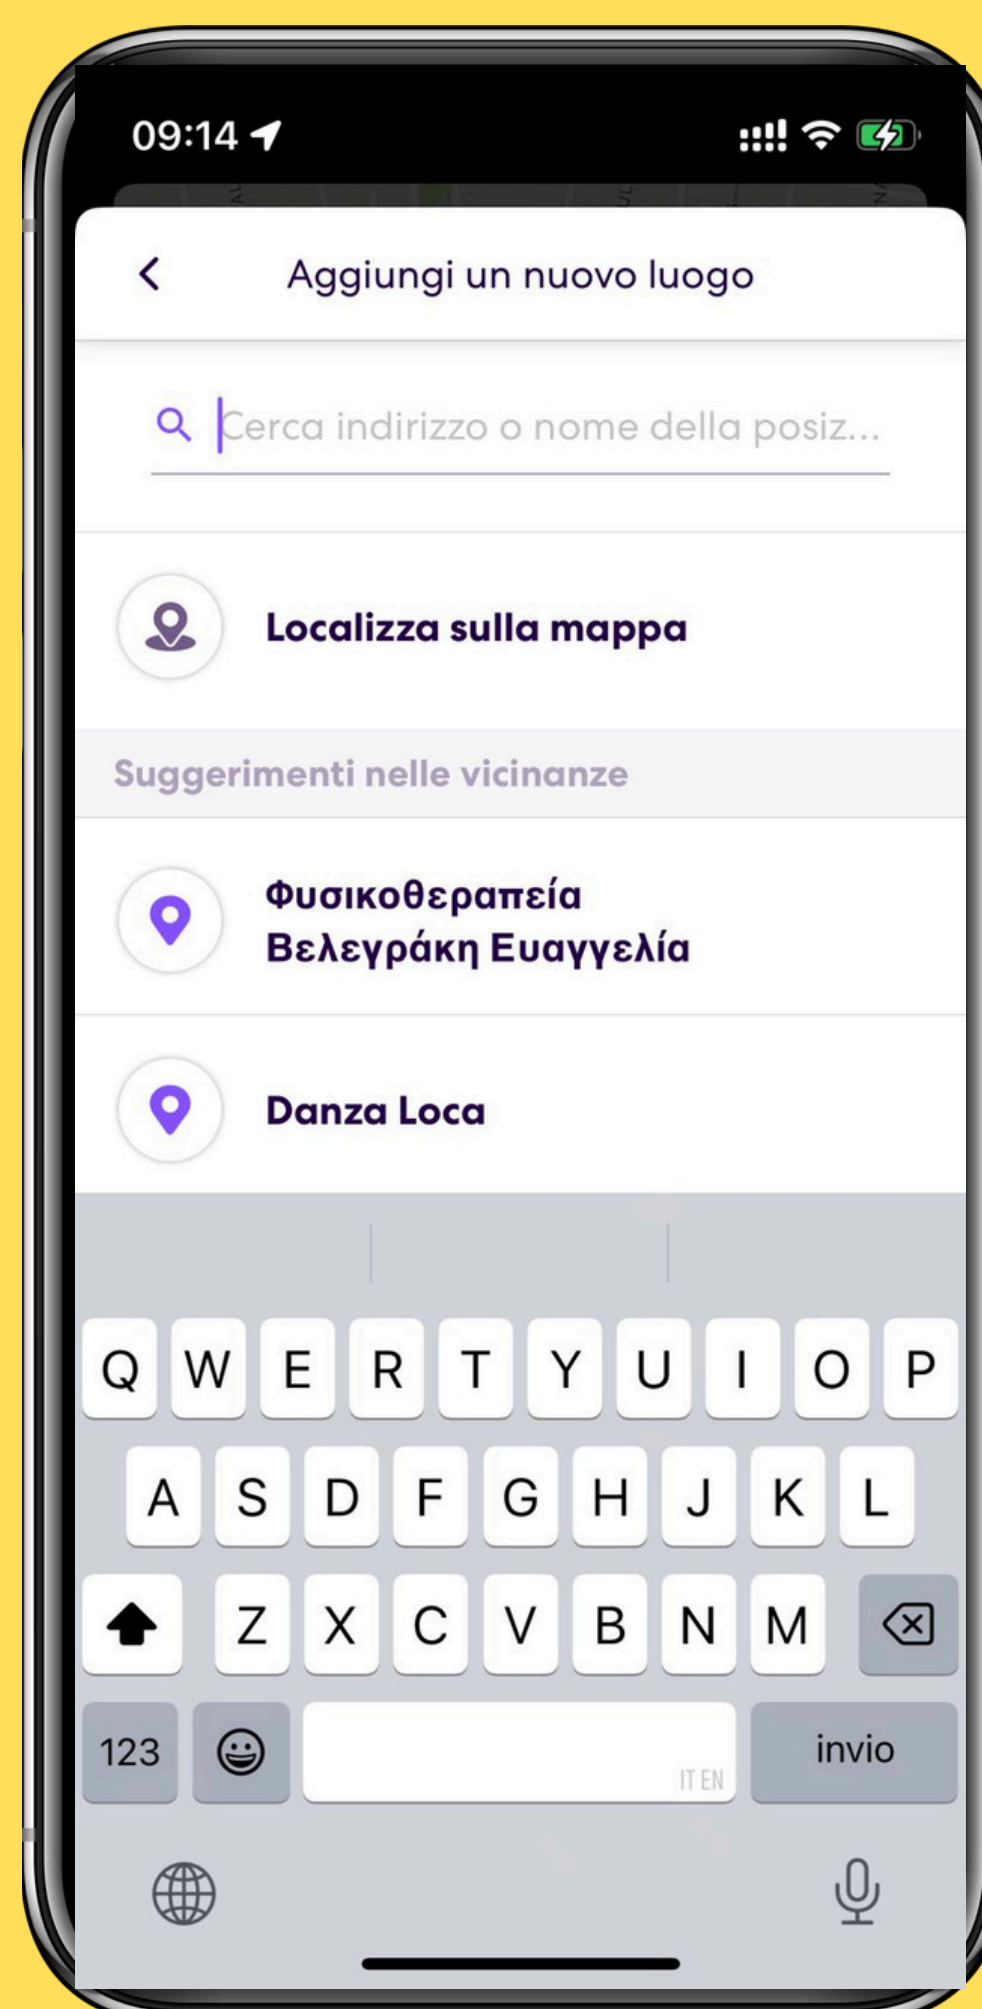 09:14
Aggiungi un nuovo luogo
Cerca indirizzo o nome della posiz...
Localizza sulla mappa
Suggerimenti nelle vicinanze
Φυσικοθεραπεία
Βελεγράκη Ευαγγελία
Danza Loca
Q W E R T Y U I O P
A S D F G H J K L
Z X C V B N M
123 IT EN invio